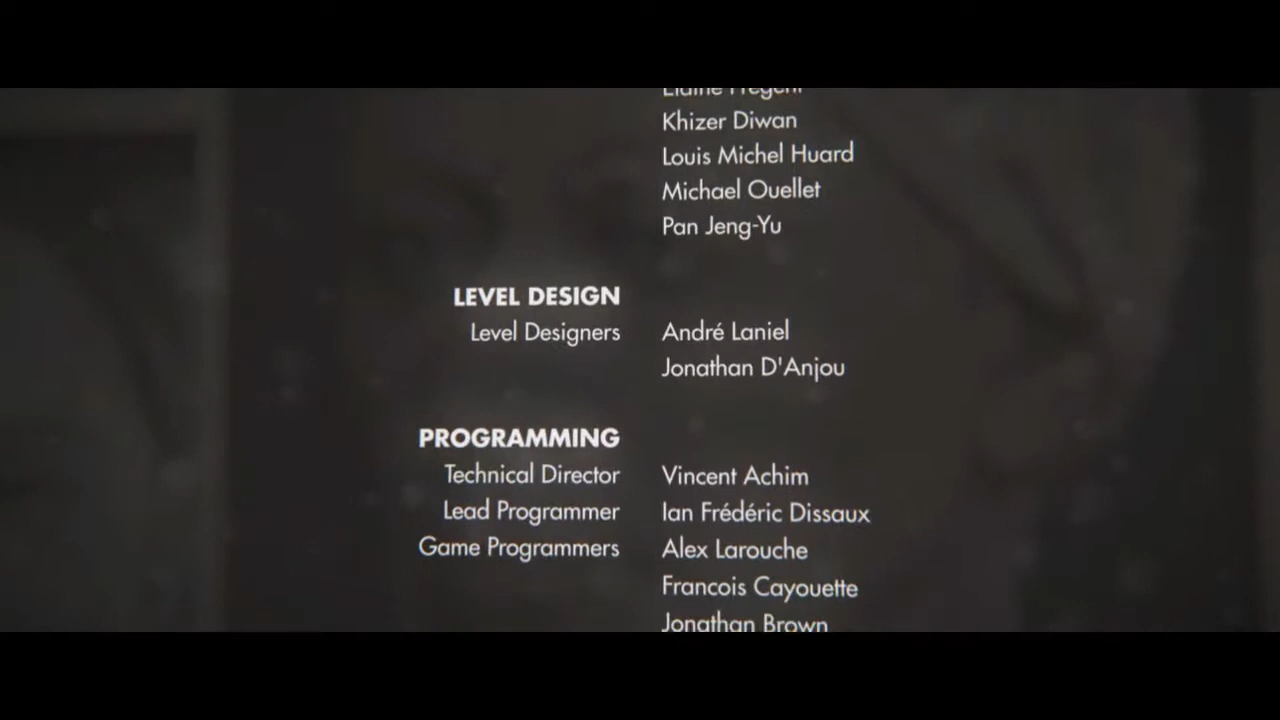 Khizer Diwan
Louis Michel Huard
Michael Ouellet
Pan Jeng-Yu
LEVEL DESIGN
Level Designers André Laniel
Jonathan D'Anjou
PROGRAMMING
Technical Director Vincent Achim
Lead Programmer Ian Frédéric Dissaux
Game Programmers Alex Larouche
Francois Cayouette
Jonathan Brown